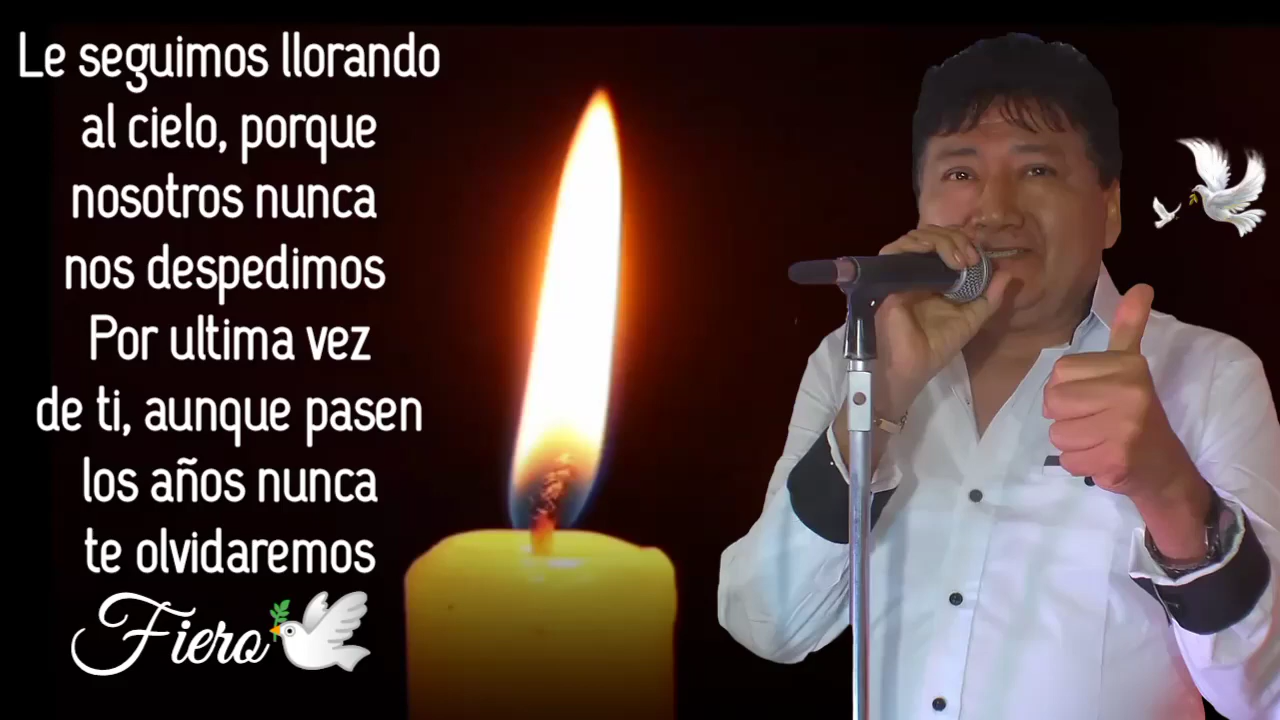 Le seguimos llorando
al cielo, porque
nosotros nunca
nos despedimos
Por ultima vez
de ti, aunque pasen
los años nunca
te olvidaremos
Fiero